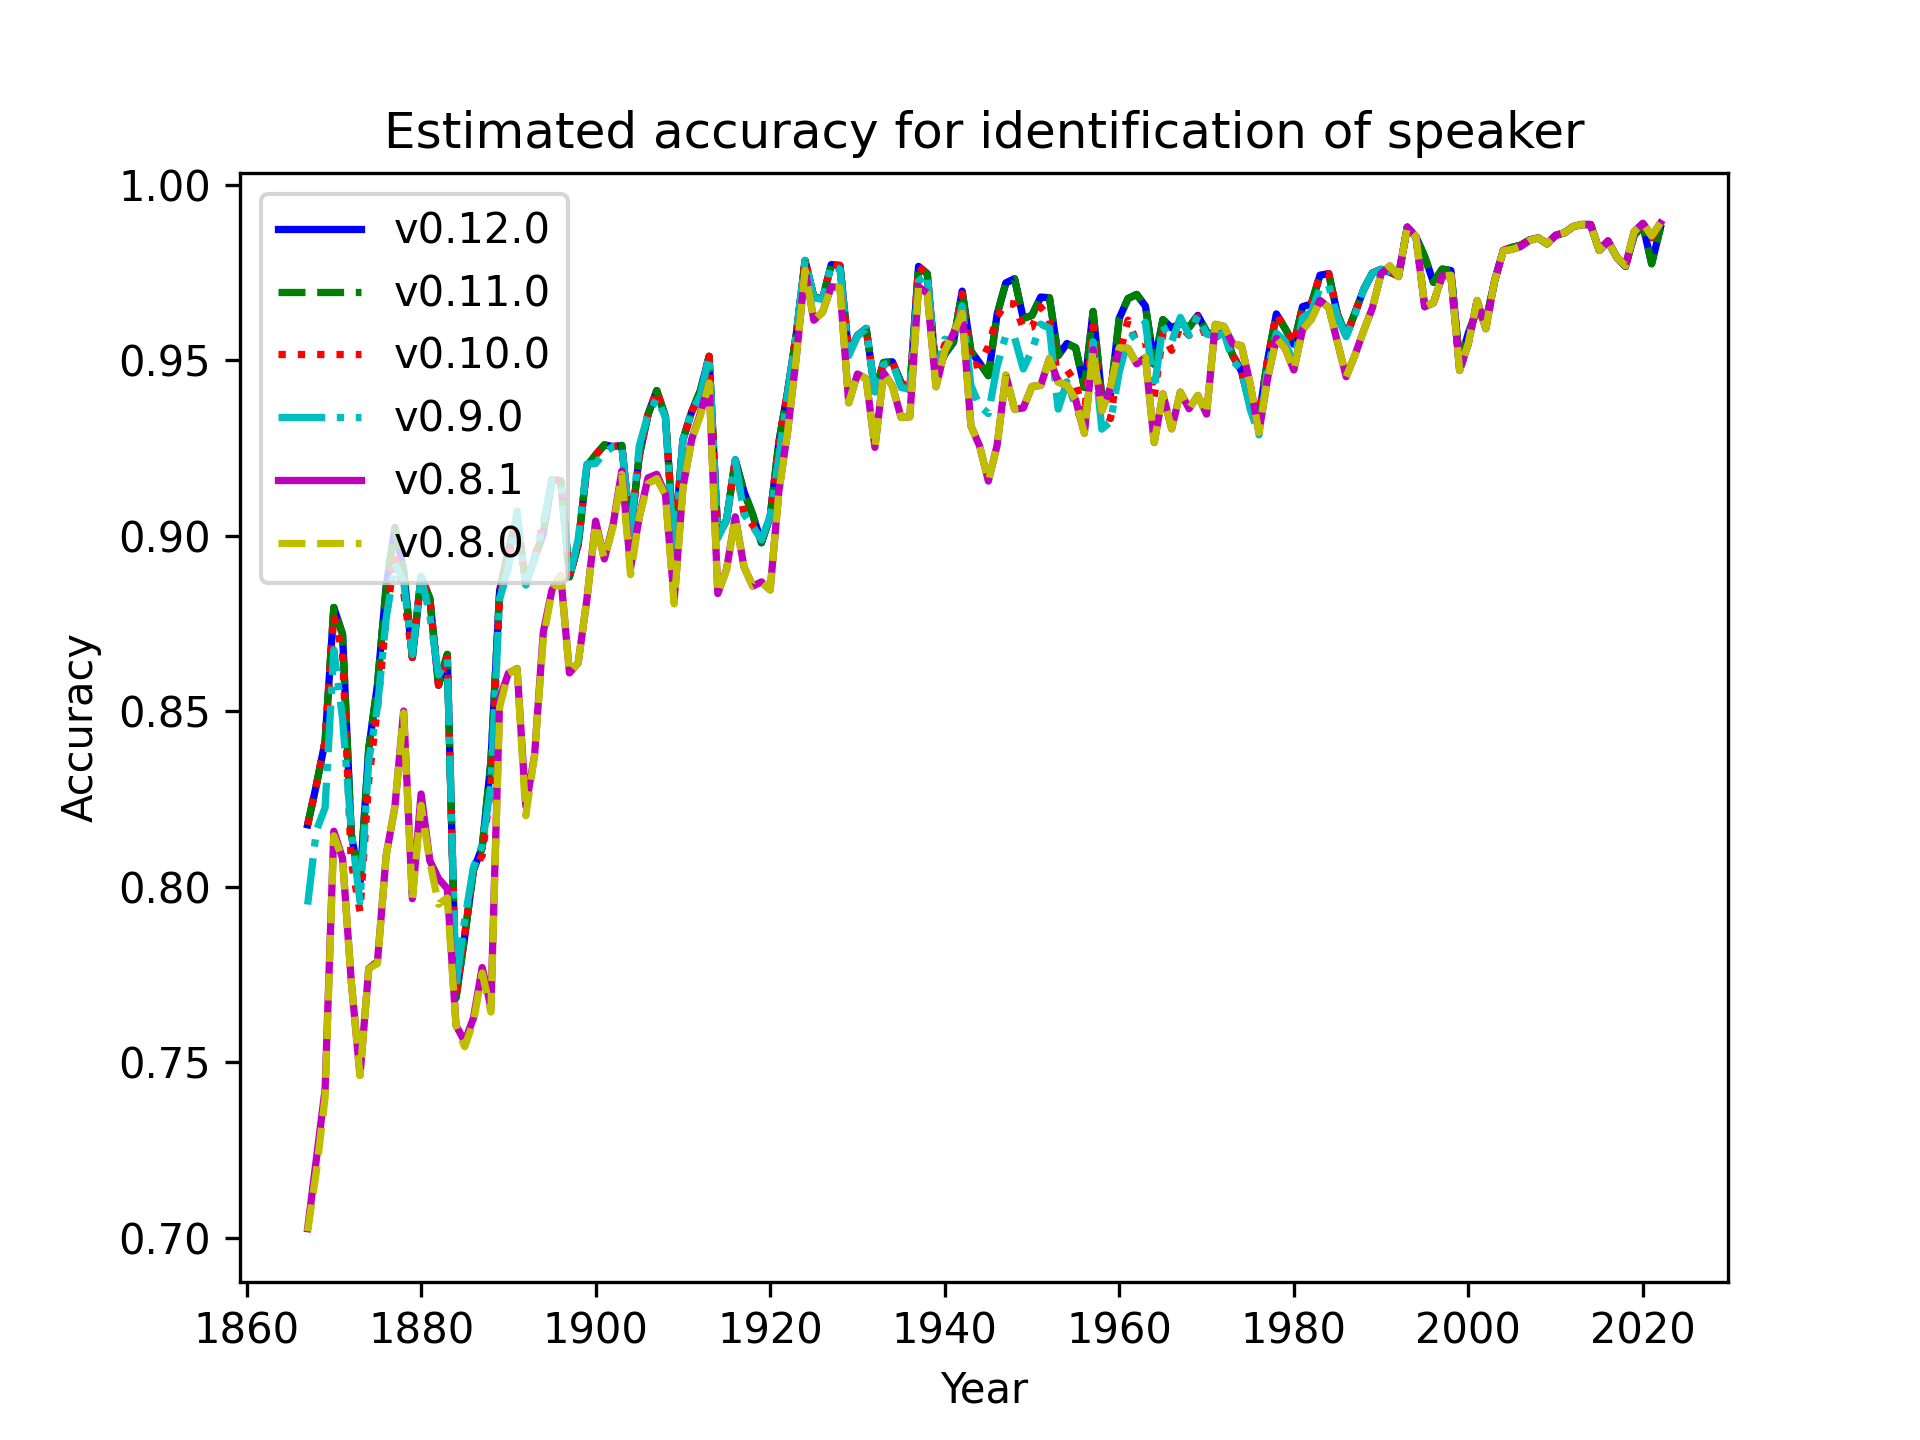 Estimated accuracy for identification of speaker
1.00
0.95
0.90
0.85
0.80
0.75
0.70
Accuracy
v0.12.0
v0.11.0
v0.10.0
v0.9.0
v0.8.1
v0.8.0
1860 1880 1900 1920 1940 1960 1980 2000 2020
Year